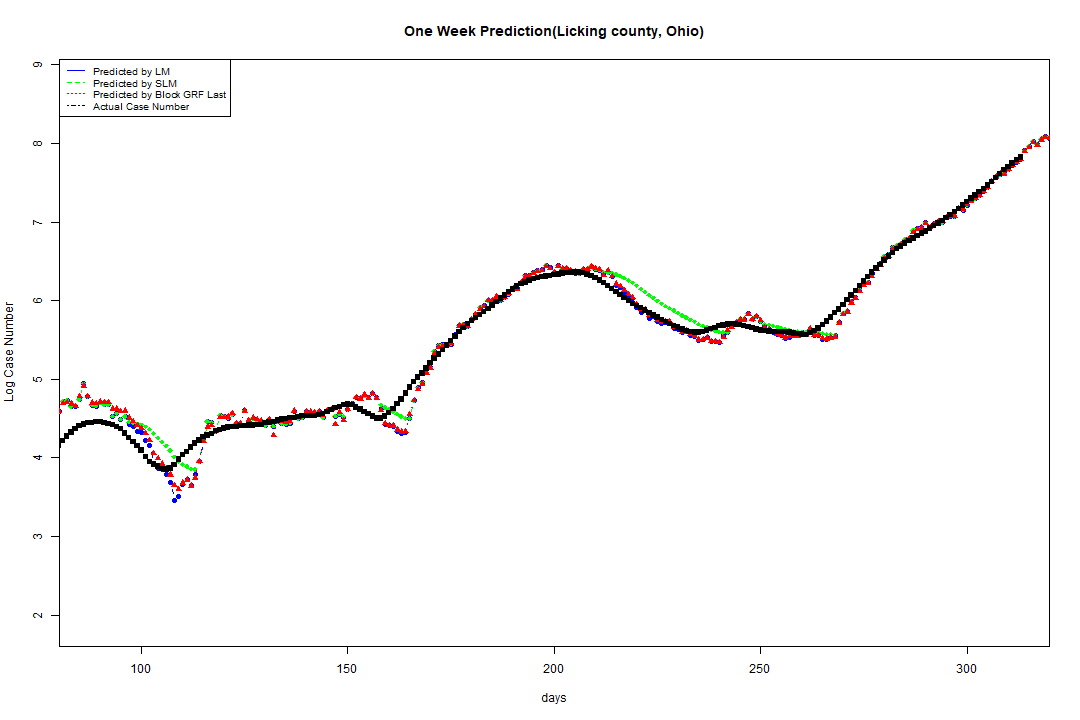 One Week Prediction(Licking county, Ohio)
Predicted by LM
Predicted by SLM
Predicted by Block GRF Last
Actual Case Number
9
8
7
6
5
4
3
2
Log Case Number
100 150 200 250 300
days